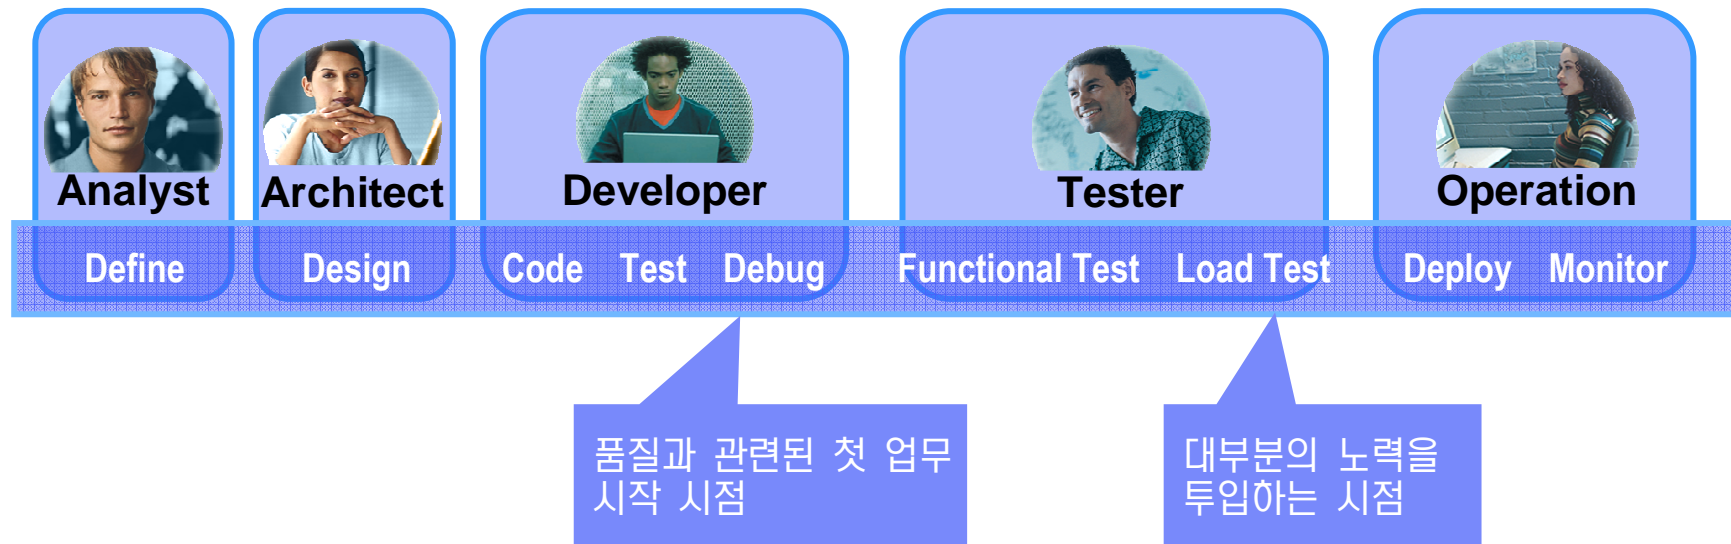 Analyst
Architect
Developer
Tester
Operation
Define
Design
Code Test Debug
Functional Test Load Test
Deploy Monitor
품질과 관련된 첫 업무
시작 시점
대부분의 노력을
투입하는 시점